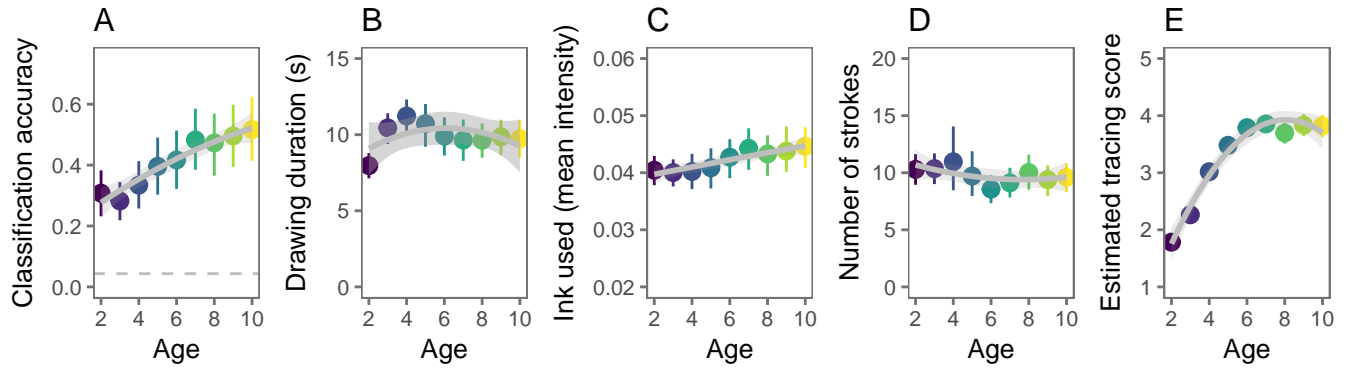 A
Classification accuracy
0.6
0.4
0.2
0.0
2 4 6 8 10
Age
B
Drawing duration (s)
15
10
5
0
2 4 6 8 10
Age
C
Ink used (mean intensity)
0.06
0.05
0.04
0.03
0.02
2 4 6 8 10
Age
D
Number of strokes
20
15
10
5
0
2 4 6 8 10
Age
E
Estimated tracing score
5
4
3
2
1
2 4 6 8 10
Age